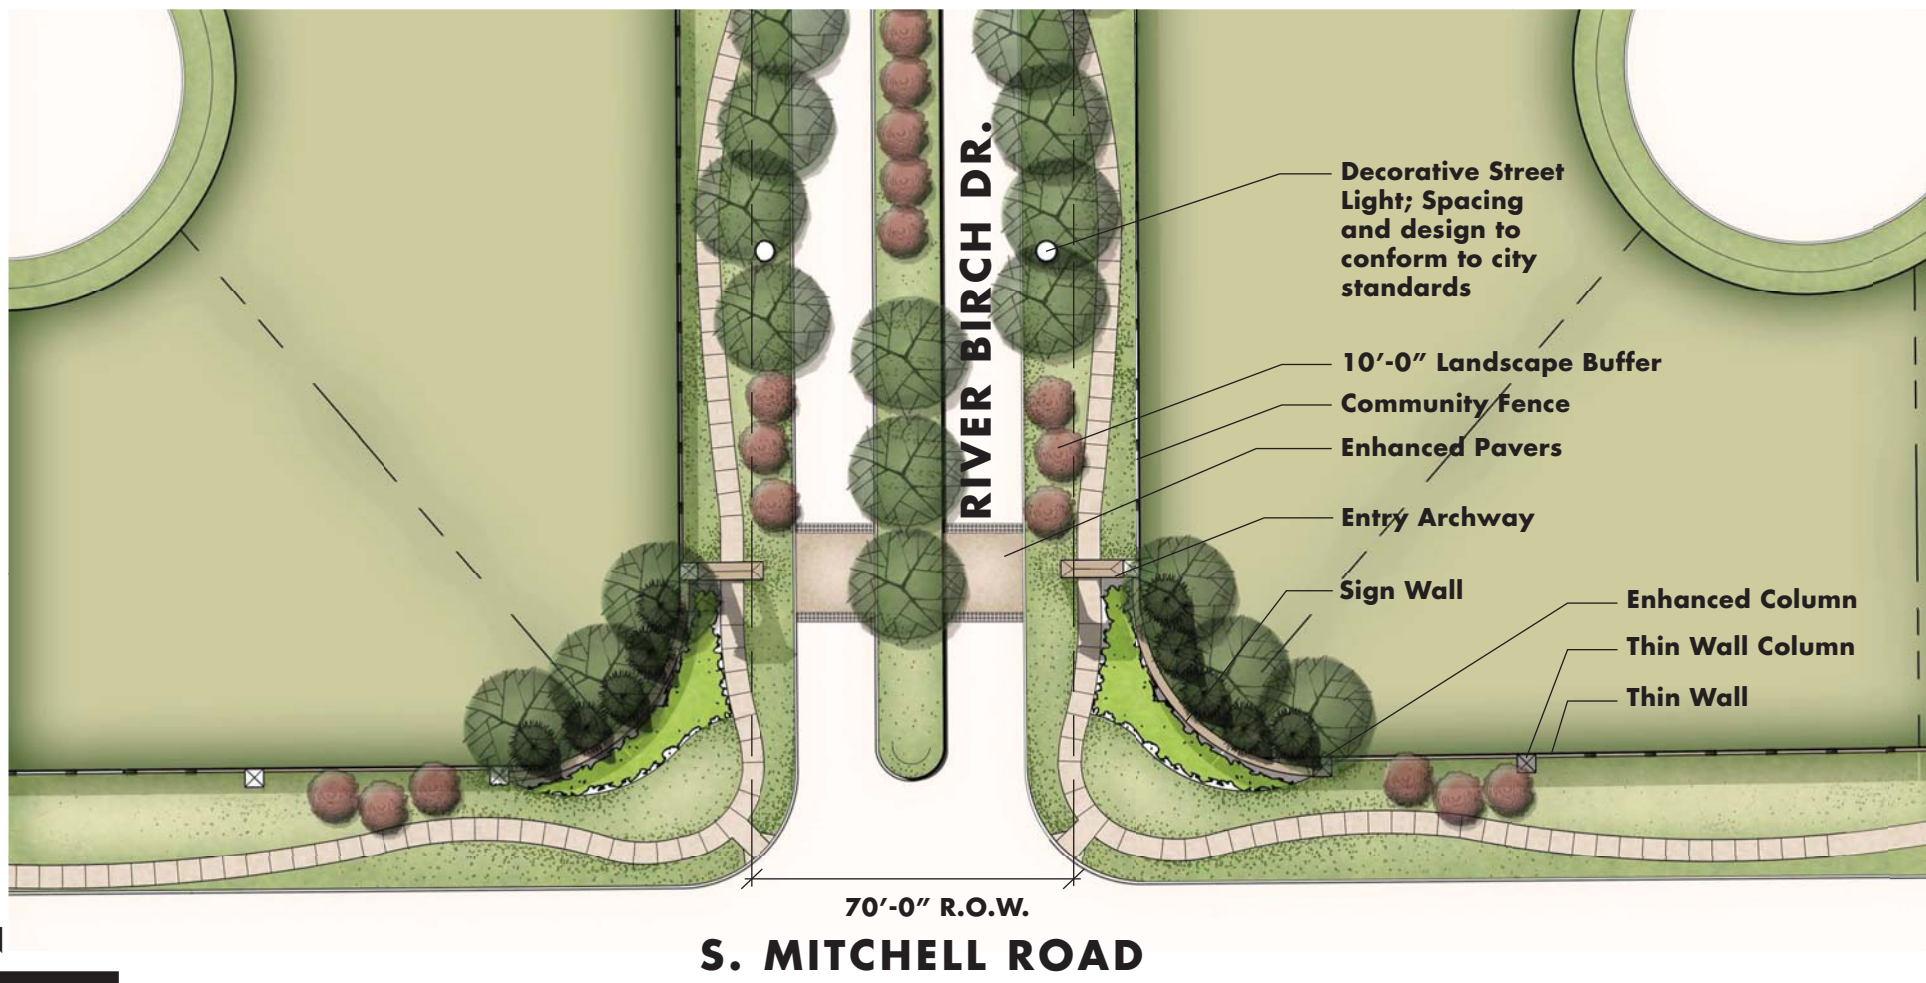 RIVER BIRCH DR.
Decorative Street
Light; Spacing
and design to
conform to city
standards
10'-0" Landscape Buffer
Community Fence
Enhanced Pavers
Entry Archway
Sign Wall
Enhanced Column
Thin Wall Column
Thin Wall
70'-0" R.O.W.
S. MITCHELL ROAD